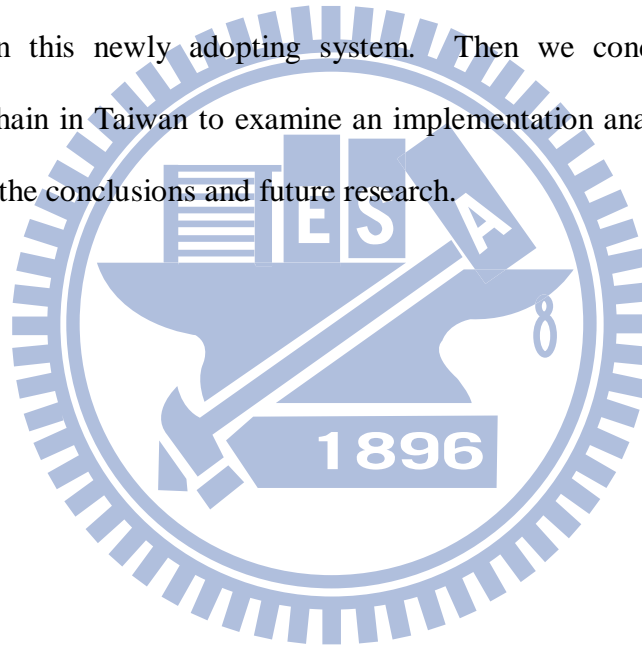 n this newly adopting system. Then we conc
hain in Taiwan to examine an implementation ana
the conclusions and future research.
E S A
8
1896